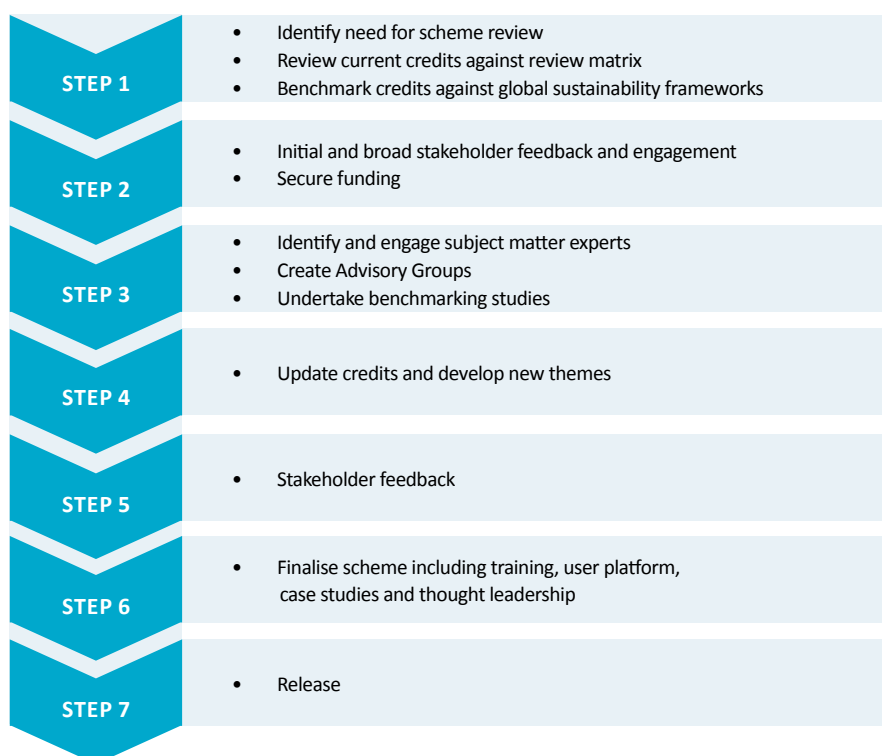 STEP 1
• Identify need for scheme review
• Review current credits against review matrix
• Benchmark credits against global sustainability frameworks
STEP 2
• Initial and broad stakeholder feedback and engagement
• Secure funding
STEP 3
• Identify and engage subject matter experts
• Create Advisory Groups
• Undertake benchmarking studies
STEP 4
• Update credits and develop new themes
STEP 5
• Stakeholder feedback
STEP 6
• Finalise scheme including training, user platform,
case studies and thought leadership
STEP 7
• Release